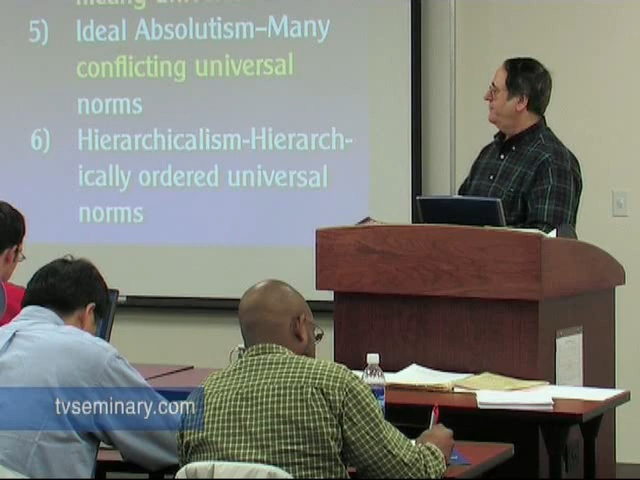 5) Ideal Absolutism–Many
conflicting universal
norms
6) Hierarchicalism-Hierarch-
ically ordered universal
norms
tvseminary.com